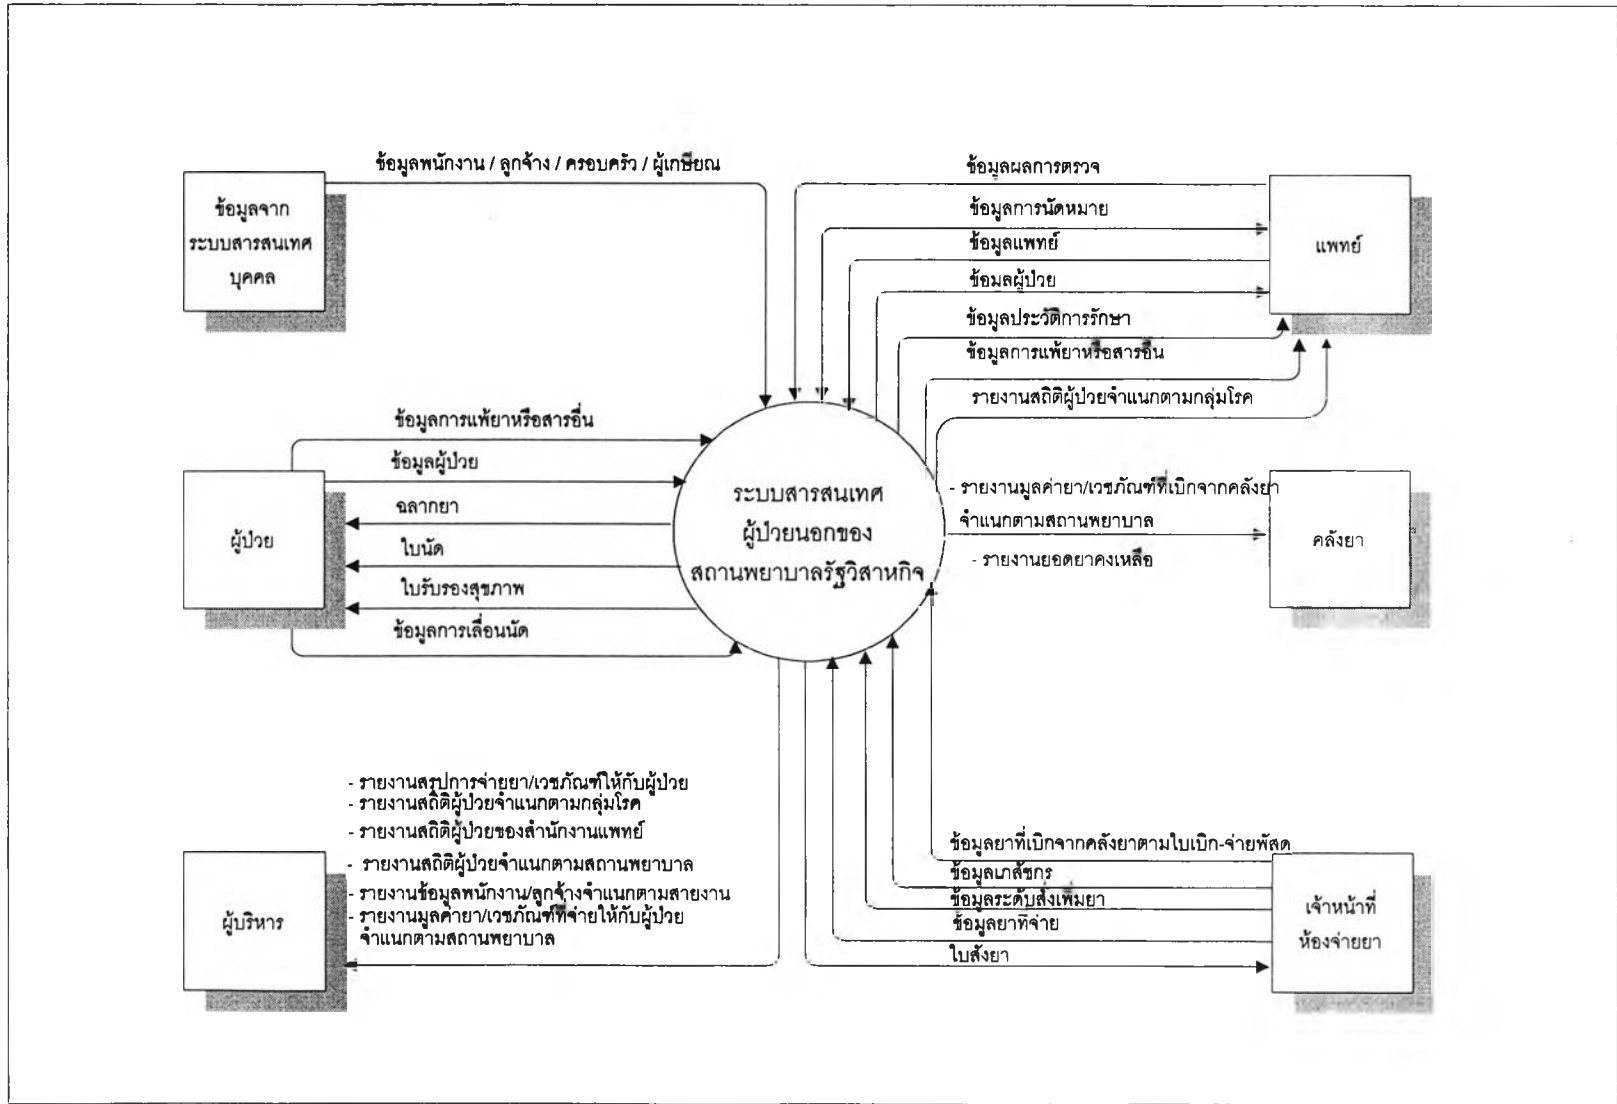 ข้อมูลพนักงาน / ลูกจ้าง / ครอบครัว / ผู้เกษียณ
ข้อมูลจาก
ระบบสารสนเทศ
บุคคล
ข้อมูลผลการตรวจ
ข้อมูลการนัดหมาย
ข้อมูลแพทย์
ข้อมูลผู้ป่วย
ข้อมูลประวัติการรักษา
ข้อมูลการแพ้ยาหรือสารอื่น
รายงานสถิติผู้ป่วยจำแนกตามกลุ่มโรค
แพทย์
ข้อมูลการแพ้ยาหรือสารอื่น
ข้อมูลผู้ป่วย
ฉลากยา
ใบนัด
ใบรับรองสุขภาพ
ข้อมูลการเลื่อนนัด
ผู้ป่วย
ระบบสารสนเทศ
ผู้ป่วยนอกของ
สถานพยาบาลรัฐวิสาหกิจ
- รายงานมูลค่ายา/เวชภัณฑ์ที่เบิกจากคลังยา
จำแนกตามสถานพยาบาล
- รายงานยอดยาคงเหลือ
คลังยา
- รายงานสรุปการจ่ายยา/เวชภัณฑ์ให้กับผู้ป่วย
- รายงานสถิติผู้ป่วยจำแนกตามกลุ่มโรค
- รายงานสถิติผู้ป่วยของสำนักงานแพทย์
- รายงานสถิติผู้ป่วยจำแนกตามสถานพยาบาล
- รายงานข้อมูลพนักงาน/ลูกจ้างจำแนกตามสายงาน
- รายงานมูลค่ายา/เวชภัณฑ์ที่จ่ายให้กับผู้ป่วย
จำแนกตามสถานพยาบาล
ผู้บริหาร
ข้อมูลยาที่เบิกจากคลังยาตามใบเบิก-จ่ายพัสดุ
ข้อมูลเภสัชกร
ข้อมูลระดับสั่งเพิ่มยา
ข้อมูลยาที่จ่าย
ใบสั่งยา
เจ้าหน้าที่
ห้องจ่ายยา